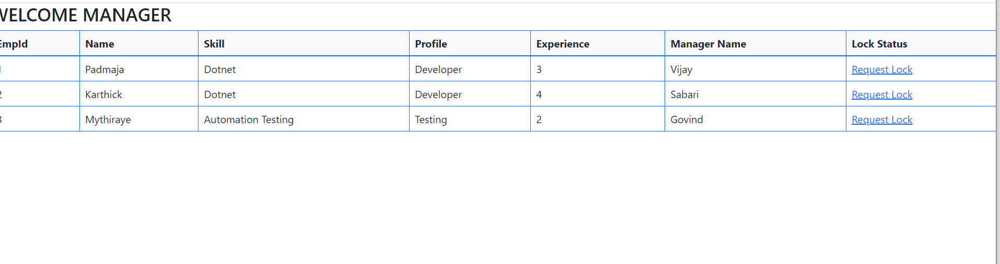 WELCOME MANAGER
EmpId Name Skill Profile Experience Manager Name Lock Status
1 Padmaja Dotnet Developer 3 Vijay Request Lock
2 Karthick Dotnet Developer 4 Sabari Request Lock
3 Mythiraye Automation Testing Testing 2 Govind Request Lock